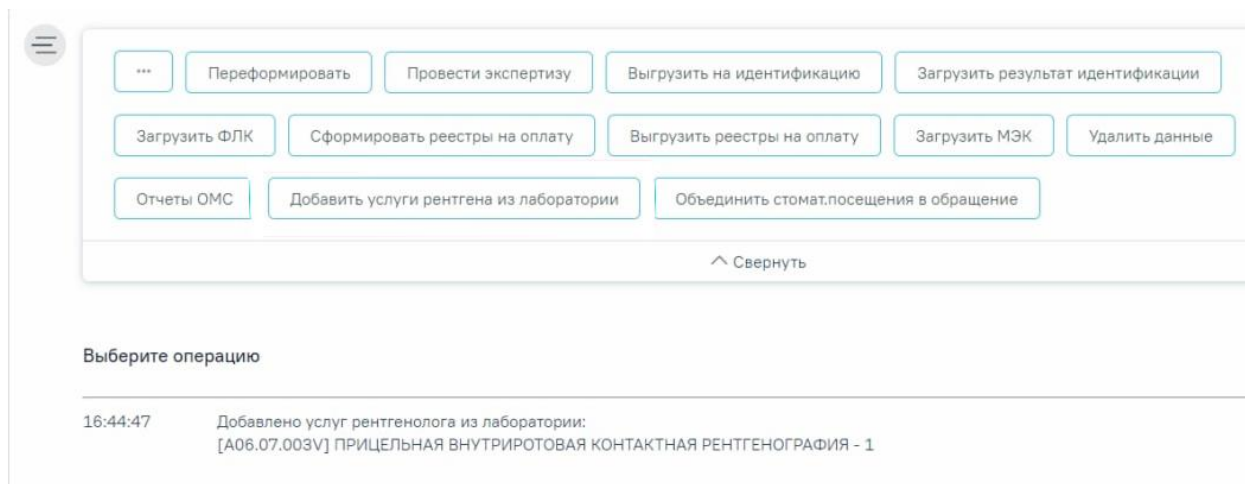 ... Переформировать Провести экспертизу Выгрузить на идентификацию Загрузить результат идентификации
Загрузить ФЛК Сформировать реестры на оплату Выгрузить реестры на оплату Загрузить МЭК Удалить данные
Отчеты ОМС Добавить услуги рентгена из лаборатории Объединить стомат.посещения в обращение
Свернуть
Выберите операцию
16:44:47 Добавлено услуг рентгенолога из лаборатории:
[A06.07.003V] ПРИЦЕЛЬНАЯ ВНУТРИРОТОВАЯ КОНТАКТНАЯ РЕНТГЕНОГРАФИЯ - 1